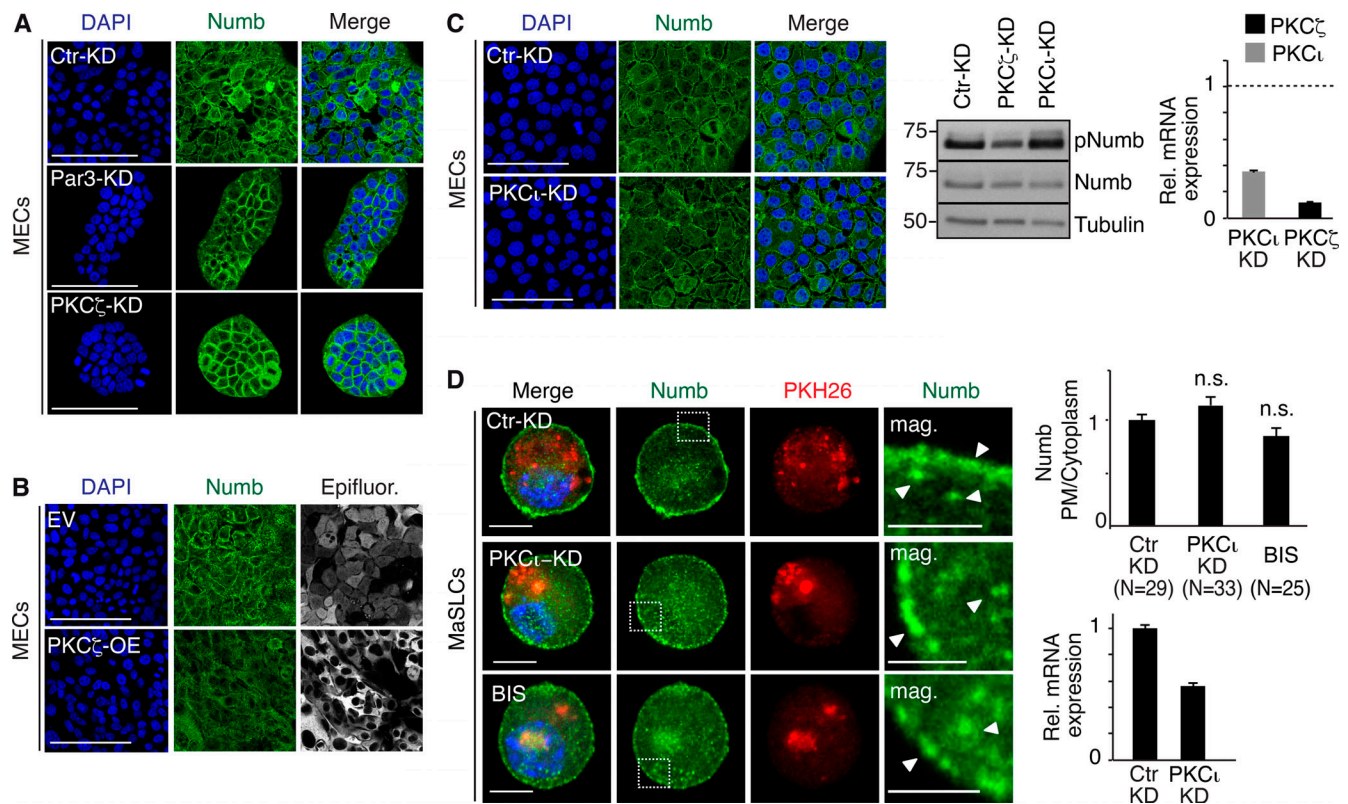 A
DAPI
Numb
Merge
MECs
Ctr-KD
Par3-KD
PKCζ-KD
B
DAPI
Numb
Epifluor.
MECs
EV
PKCζ-OE
C
DAPI
Numb
Merge
MECs
Ctr-KD
PKCι-KD
Ctr-KD
PKCζ-KD
PKCι-KD
75
pNumb
75
Numb
50
Tubulin
PKCζ
PKCι
Rel. mRNA
expression
1
0
PKCι
KD
PKCζ
KD
D
Merge
Numb
PKH26
Numb
MaSLCs
Ctr-KD
mag.
PKCι–KD
mag.
BIS
mag.
Numb
PM/Cytoplasm
1
0
n.s.
n.s.
Ctr
KD
(N=29)
PKCι
KD
(N=33)
BIS
(N=25)
Rel. mRNA
expression
1
0
Ctr
KD
PKCι
KD